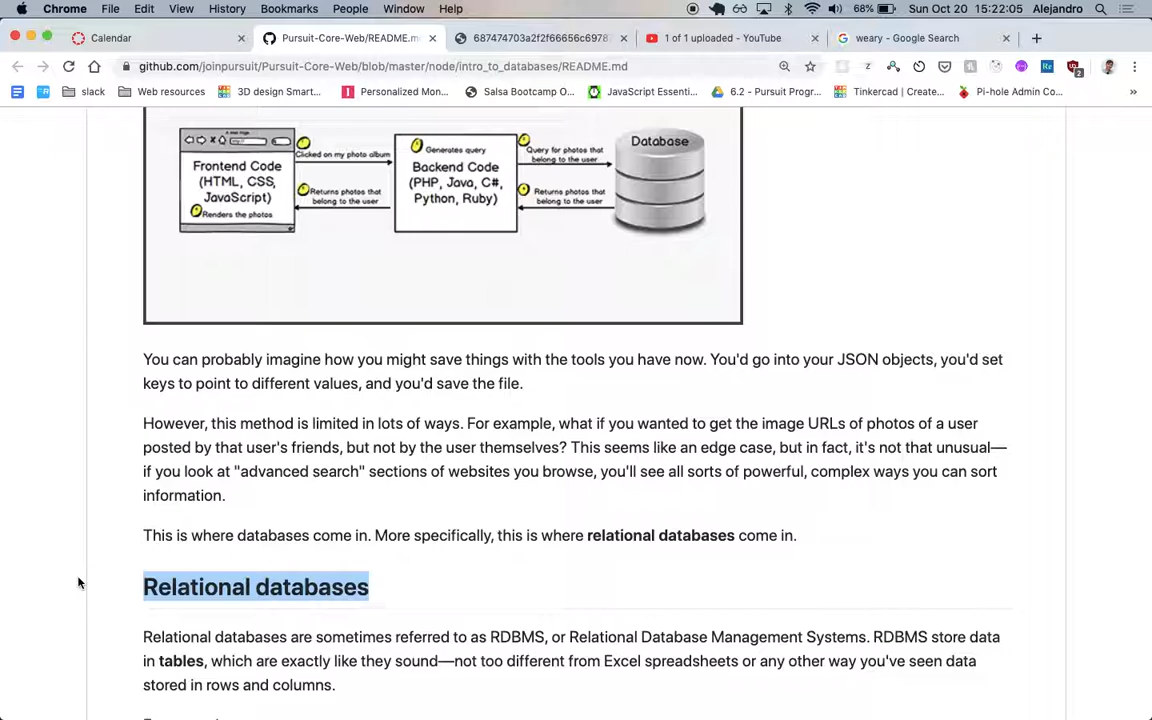 Chrome File Edit View History Bookmarks People Window Help 68% Sun Oct 20 15:22:05 Alejandro
Calendar Pursuit-Core-Web/README.m 687474703a2f2f66656c6978 1 of 1 uploaded - YouTube weary - Google Search
github.com/joinpursuit/Pursuit-Core-Web/blob/master/node/intro_to_databases/README.md
slack Web resources 3D design Smart... Personalized Mon... Salsa Bootcamp O... JavaScript Essenti... 6.2 - Pursuit Progr... Tinkercad | Create... Pi-hole Admin Co... »
Frontend Code
(HTML, CSS,
JavaScript)
Renders the photos
Clicked on my photo album
Returns photos that
belong to the user
Generates query
Backend Code
(PHP, Java, C#,
Python, Ruby)
Query for photos that
belong to the user
Returns photos that
belong to the user
Database
You can probably imagine how you might save things with the tools you have now. You'd go into your JSON objects, you'd set
keys to point to different values, and you'd save the file.
However, this method is limited in lots of ways. For example, what if you wanted to get the image URLs of photos of a user
posted by that user's friends, but not by the user themselves? This seems like an edge case, but in fact, it's not that unusual—
if you look at "advanced search" sections of websites you browse, you'll see all sorts of powerful, complex ways you can sort
information.
This is where databases come in. More specifically, this is where relational databases come in.
Relational databases
Relational databases are sometimes referred to as RDBMS, or Relational Database Management Systems. RDBMS store data
in tables, which are exactly like they sound—not too different from Excel spreadsheets or any other way you've seen data
stored in rows and columns.